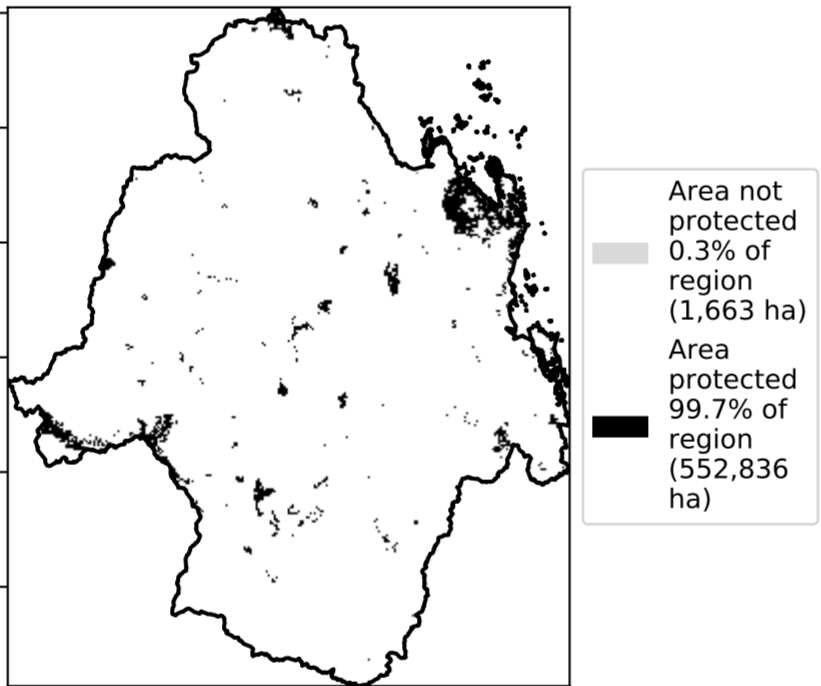 Area not
protected
0.3% of
region
(1,663 ha)
Area
protected
99.7% of
region
(552,836
ha)